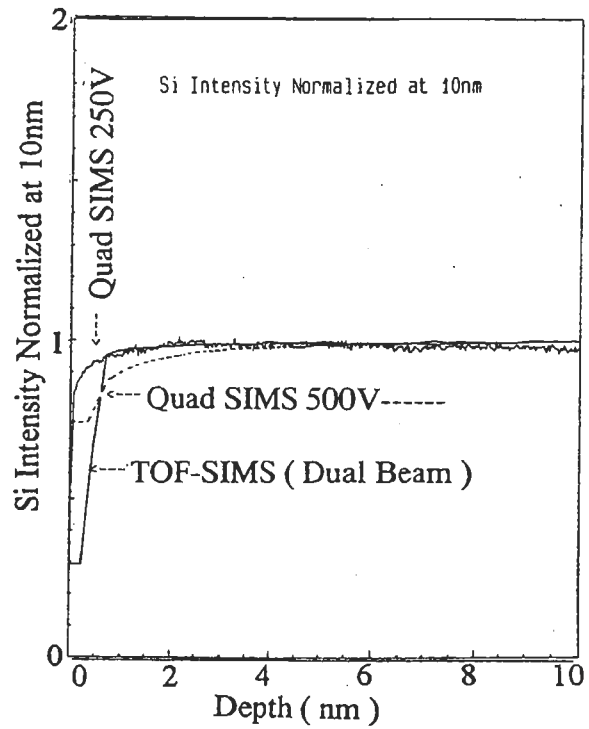 2
Si Intensity Normalized at 10nm
Quad SIMS 250V
Si Intensity Normalized at 10nm
1
Quad SIMS 500V------
TOF-SIMS ( Dual Beam )
0
0 2 4 6 8 10
Depth ( nm )